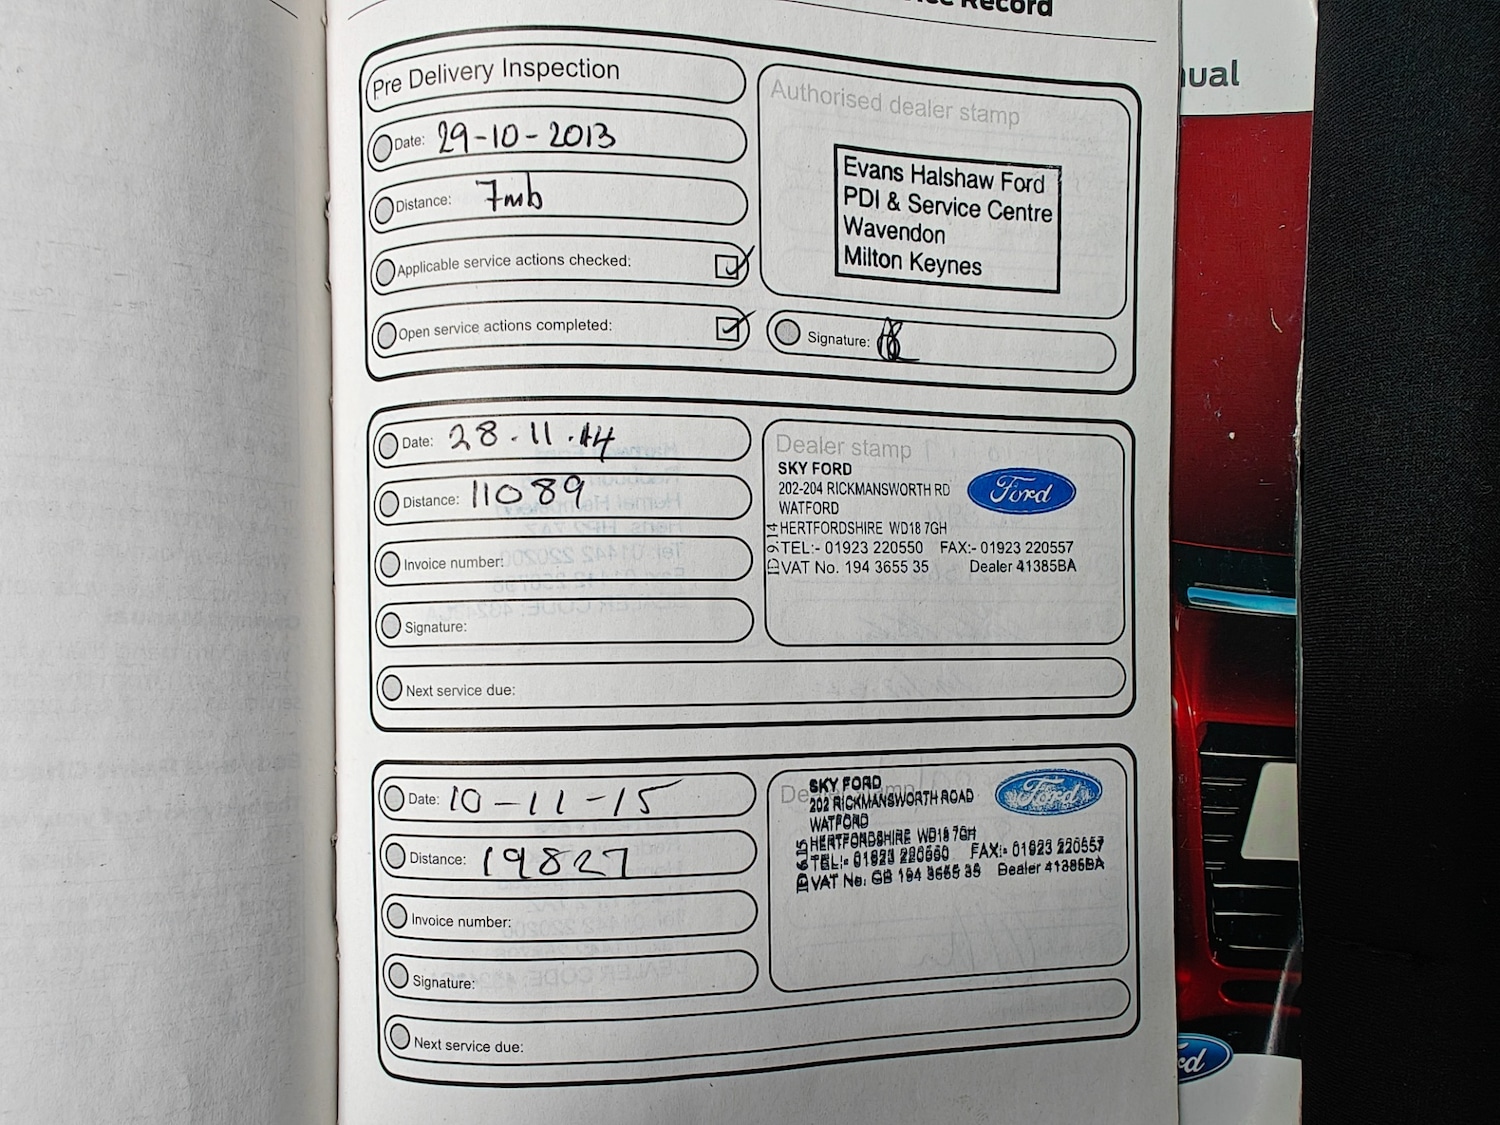 Record
Pre Delivery Inspection
Date: 29-10-2013
Distance: 7mls
Applicable service actions checked:
Open service actions completed:
Authorised dealer stamp
Evans Halshaw Ford
PDI & Service Centre
Wavendon
Milton Keynes
Signature:
Date: 28.11.14
Distance: 11089
Invoice number:
Signature:
Next service due:
Dealer stamp
SKY FORD
202-204 RICKMANSWORTH RD
WATFORD
HERTFORDSHIRE WD18 7GH
TEL:- 01923 220550 FAX:- 01923 220557
VAT No. 194 3655 35 Dealer 41385BA
ID 9.14
Ford
Date: 10-11-15
Distance: 19827
Invoice number:
Signature:
Next service due:
SKY FORD
202 RICKMANSWORTH ROAD
WATFORD
HERTFORDSHIRE WD18 7GH
TEL:- 01923 220550 FAX:- 01923 220557
VAT No. GB 194 3655 35 Dealer 41385BA
Ford